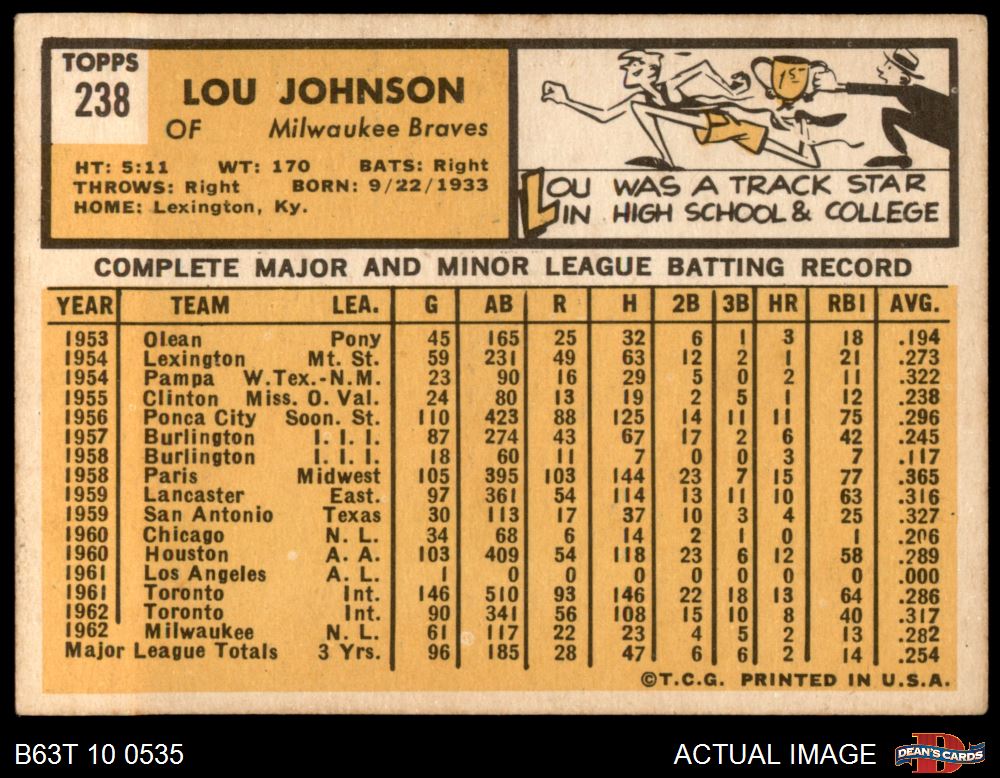 TOPPS
238
LOU JOHNSON
OF Milwaukee Braves
HT: 5:11 WT: 170 BATS: Right
THROWS: Right BORN: 9/22/1933
HOME: Lexington, Ky.
1ST
LOU WAS A TRACK STAR
IN HIGH SCHOOL & COLLEGE
COMPLETE MAJOR AND MINOR LEAGUE BATTING RECORD
YEAR TEAM LEA. G AB R H 2B 3B HR RBI AVG.
1953 Olean Pony 45 165 25 32 6 1 3 18 .194
1954 Lexington Mt. St. 59 231 49 63 12 2 1 21 .273
1954 Pampa W.Tex.-N.M. 23 90 16 29 5 0 2 11 .322
1955 Clinton Miss. O. Val. 24 80 13 19 2 5 1 12 .238
1956 Ponca City Soon. St. 110 423 88 125 14 11 11 75 .296
1957 Burlington I. I. I. 87 274 43 67 17 2 6 42 .245
1958 Burlington I. I. I. 18 60 11 7 0 0 3 7 .117
1958 Paris Midwest 105 395 103 144 23 7 15 77 .365
1959 Lancaster East. 97 361 54 114 13 11 10 63 .316
1959 San Antonio Texas 30 113 17 37 10 3 4 25 .327
1960 Chicago N. L. 34 68 6 14 2 1 0 1 .206
1960 Houston A. A. 103 409 54 118 23 6 12 58 .289
1961 Los Angeles A. L. 1 0 0 0 0 0 0 0 .000
1961 Toronto Int. 146 510 93 146 22 18 13 64 .286
1962 Toronto Int. 90 341 56 108 15 10 8 40 .317
1962 Milwaukee N. L. 61 117 22 23 4 5 2 13 .282
Major League Totals 3 Yrs. 96 185 28 47 6 6 2 14 .254
©T.C.G. PRINTED IN U.S.A.
B63T 10 0535 ACTUAL IMAGE
D
DEAN'S CARDS